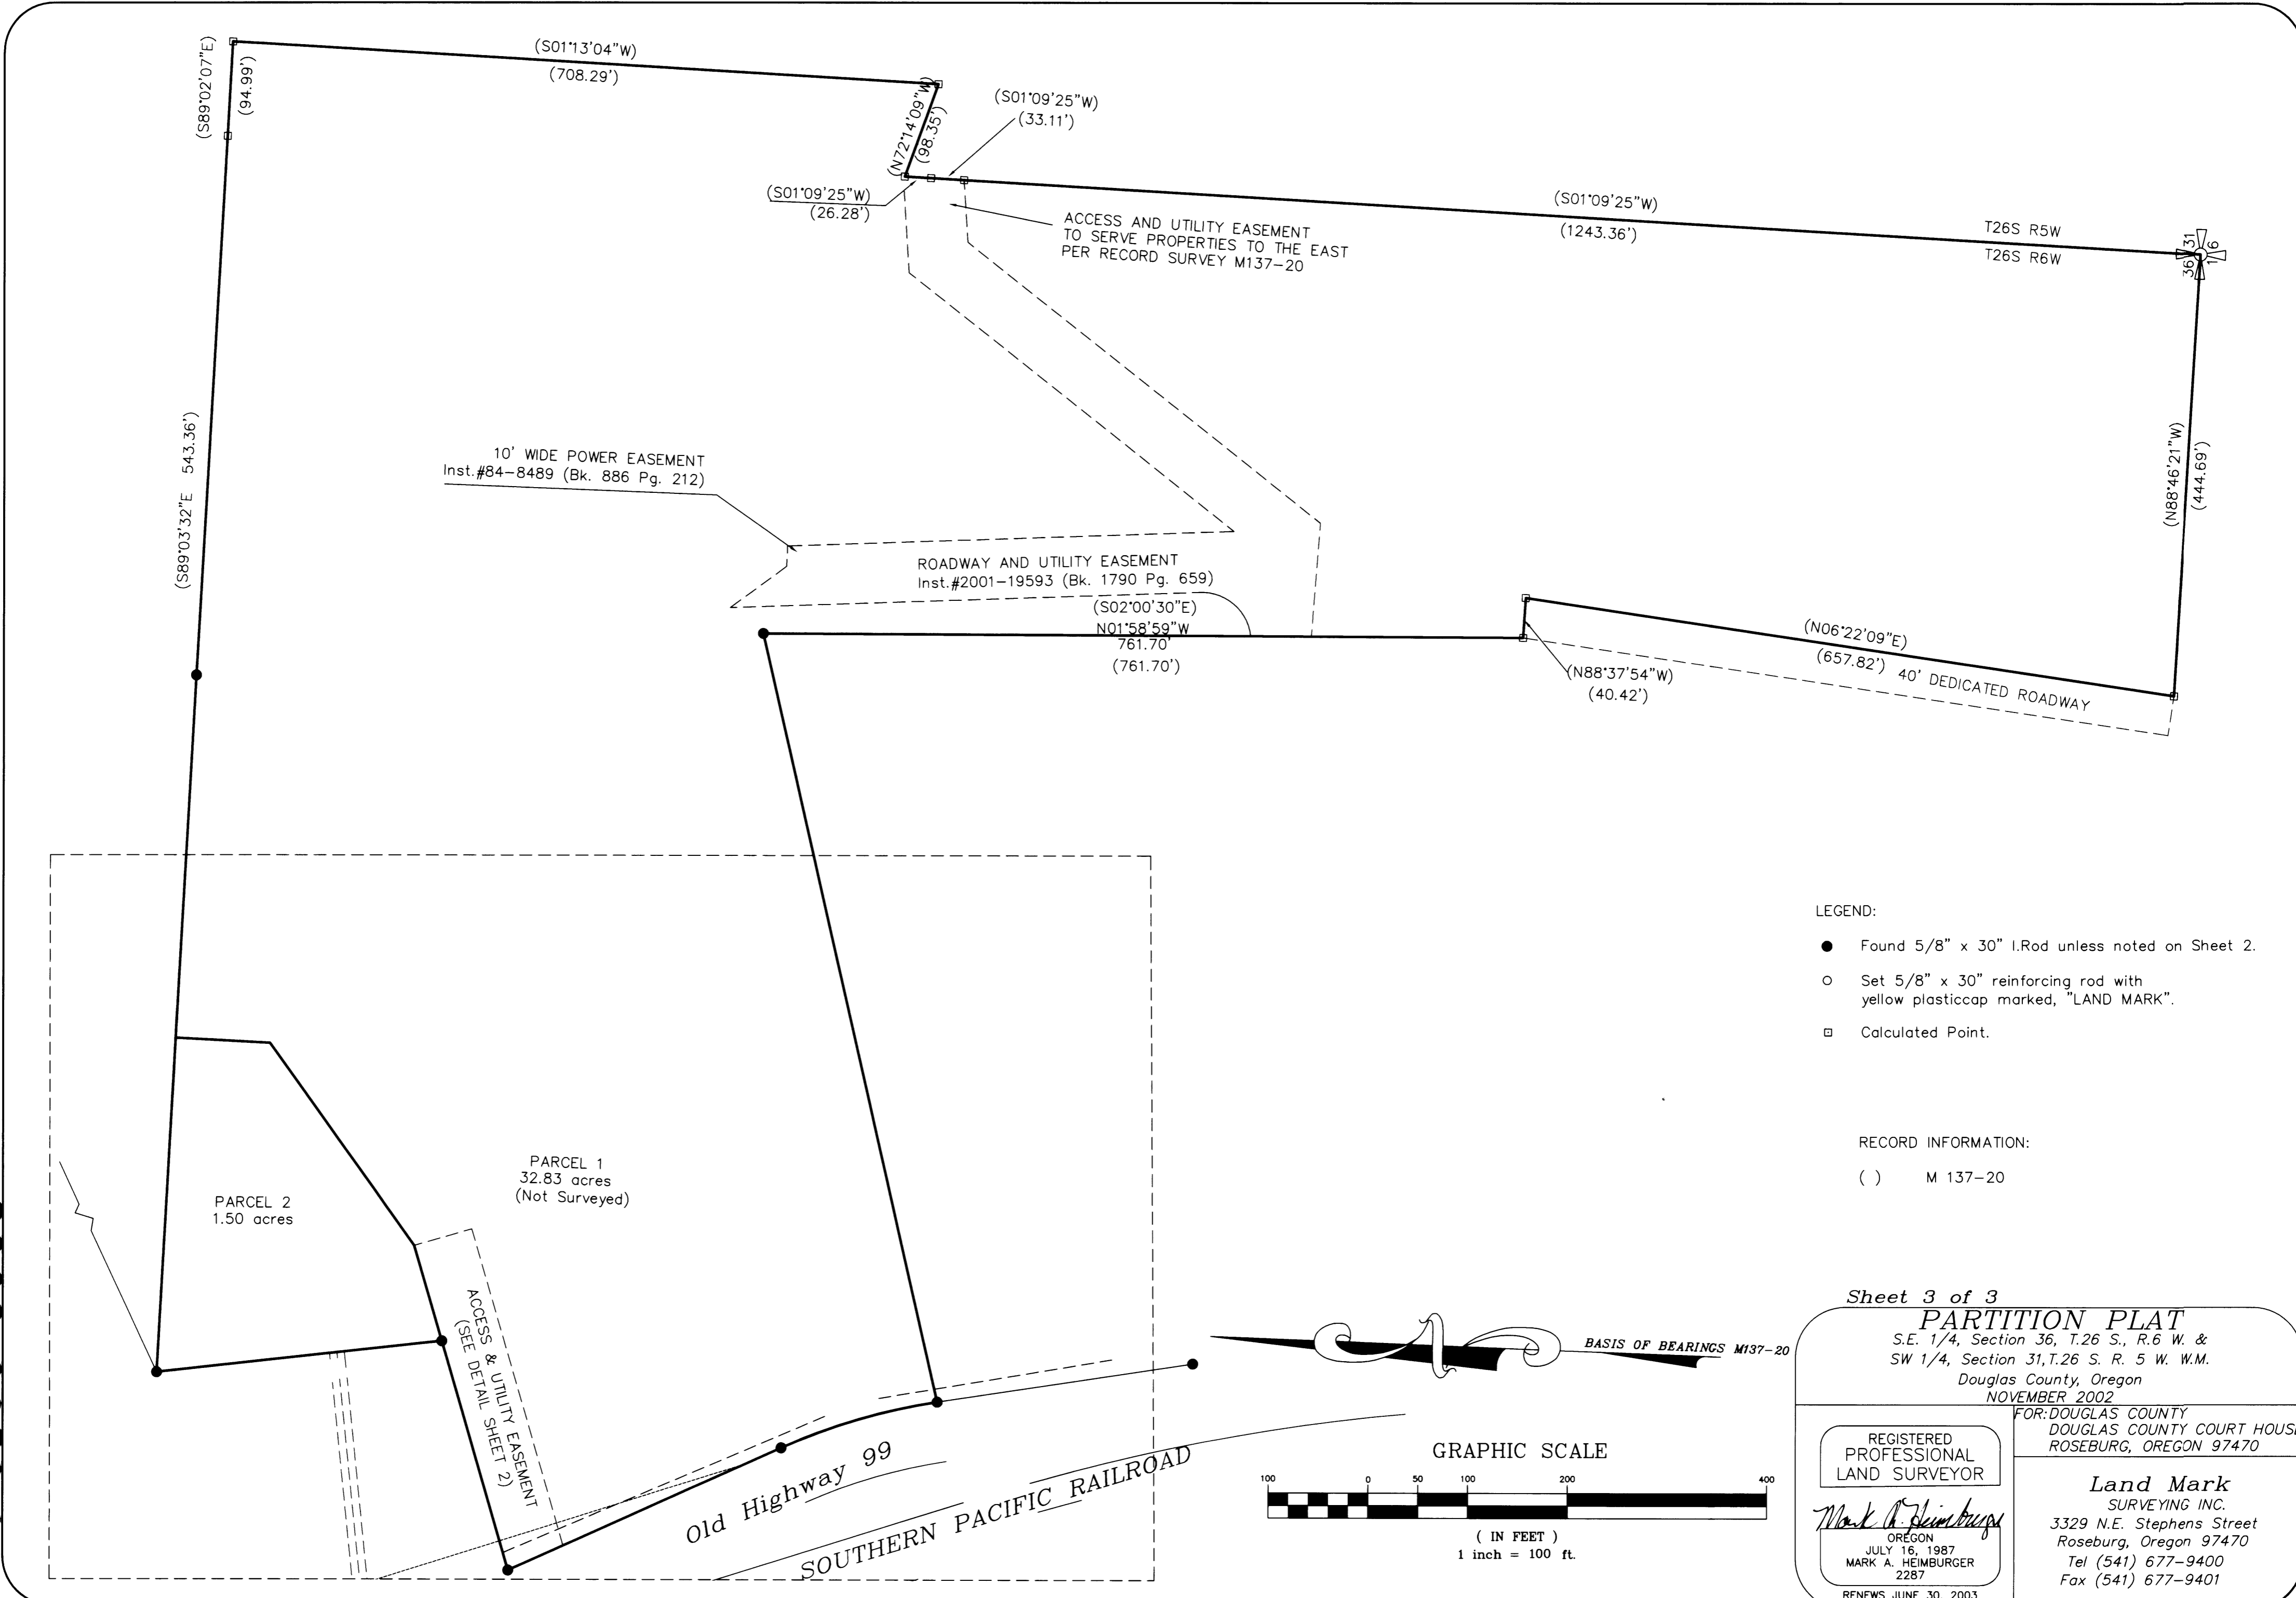 (S89°02'07"E)
(94.99')
(S01°13'04"W)
(708.29')
(N72°14'09"W)
(98.35')
(S01°09'25"W)
(33.11')
(S01°09'25"W)
(26.28')
ACCESS AND UTILITY EASEMENT
TO SERVE PROPERTIES TO THE EAST
PER RECORD SURVEY M137-20
(S01°09'25"W)
(1243.36')
T26S R5W
T26S R6W
36 31
1 6
(N88°46'21"W)
(444.69')
(S89°03'32"E 543.36')
10' WIDE POWER EASEMENT
Inst.#84-8489 (Bk. 886 Pg. 212)
ROADWAY AND UTILITY EASEMENT
Inst.#2001-19593 (Bk. 1790 Pg. 659)
(S02°00'30"E)
N01°58'59"W
761.70'
(761.70')
(N88°37'54"W)
(40.42')
(N06°22'09"E)
(657.82') 40' DEDICATED ROADWAY
LEGEND:
Found 5/8" x 30" I.Rod unless noted on Sheet 2.
Set 5/8" x 30" reinforcing rod with
yellow plasticcap marked, "LAND MARK".
Calculated Point.
RECORD INFORMATION:
( ) M 137-20
PARCEL 1
32.83 acres
(Not Surveyed)
PARCEL 2
1.50 acres
ACCESS & UTILITY EASEMENT
(SEE DETAIL SHEET 2)
Old Highway 99
SOUTHERN PACIFIC RAILROAD
N
BASIS OF BEARINGS M137-20
GRAPHIC SCALE
100 0 50 100 200 400
( IN FEET )
1 inch = 100 ft.
Sheet 3 of 3
PARTITION PLAT
S.E. 1/4, Section 36, T.26 S., R.6 W. &
SW 1/4, Section 31, T.26 S. R. 5 W. W.M.
Douglas County, Oregon
NOVEMBER 2002
FOR: DOUGLAS COUNTY
DOUGLAS COUNTY COURT HOUSE
ROSEBURG, OREGON 97470
REGISTERED
PROFESSIONAL
LAND SURVEYOR
Mark A. Heimburger
OREGON
JULY 16, 1987
MARK A. HEIMBURGER
2287
RENEWS JUNE 30, 2003
Land Mark
SURVEYING INC.
3329 N.E. Stephens Street
Roseburg, Oregon 97470
Tel (541) 677-9400
Fax (541) 677-9401